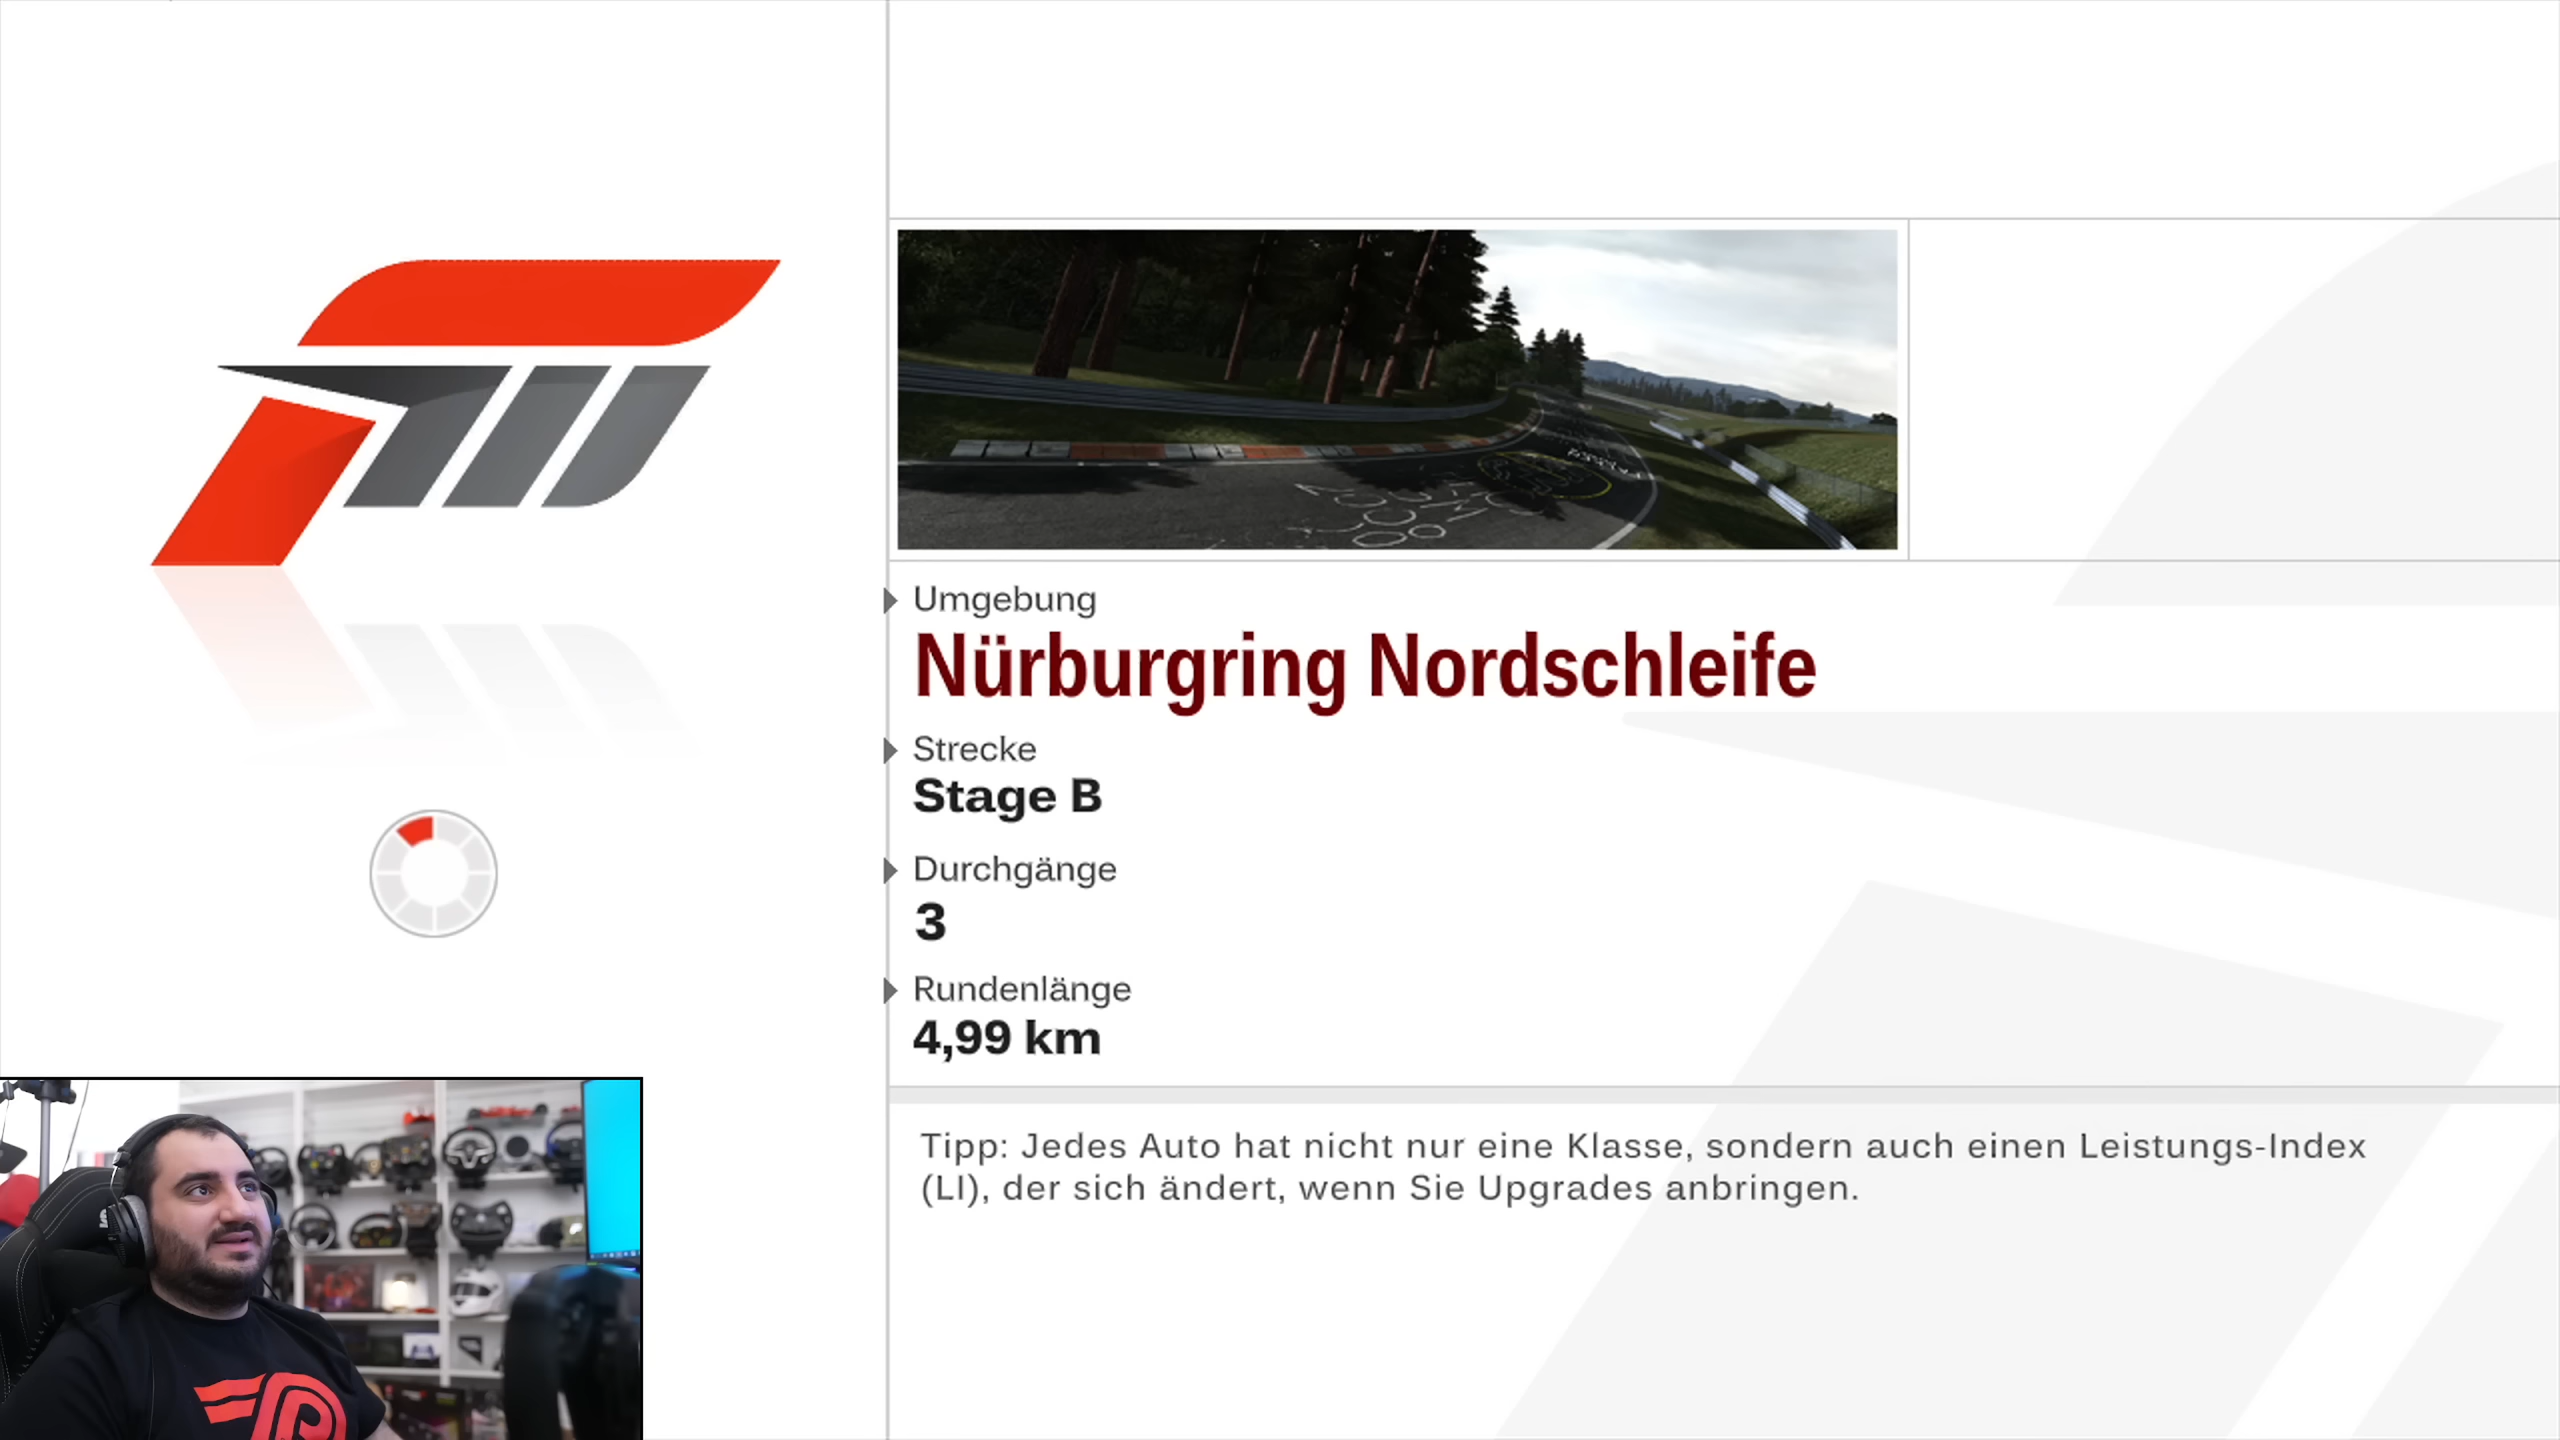 Umgebung
Nürburgring Nordschleife
Strecke
Stage B
Durchgänge
3
Rundenlänge
4,99 km
Tipp: Jedes Auto hat nicht nur eine Klasse, sondern auch einen Leistungs-Index
(LI), der sich ändert, wenn Sie Upgrades anbringen.